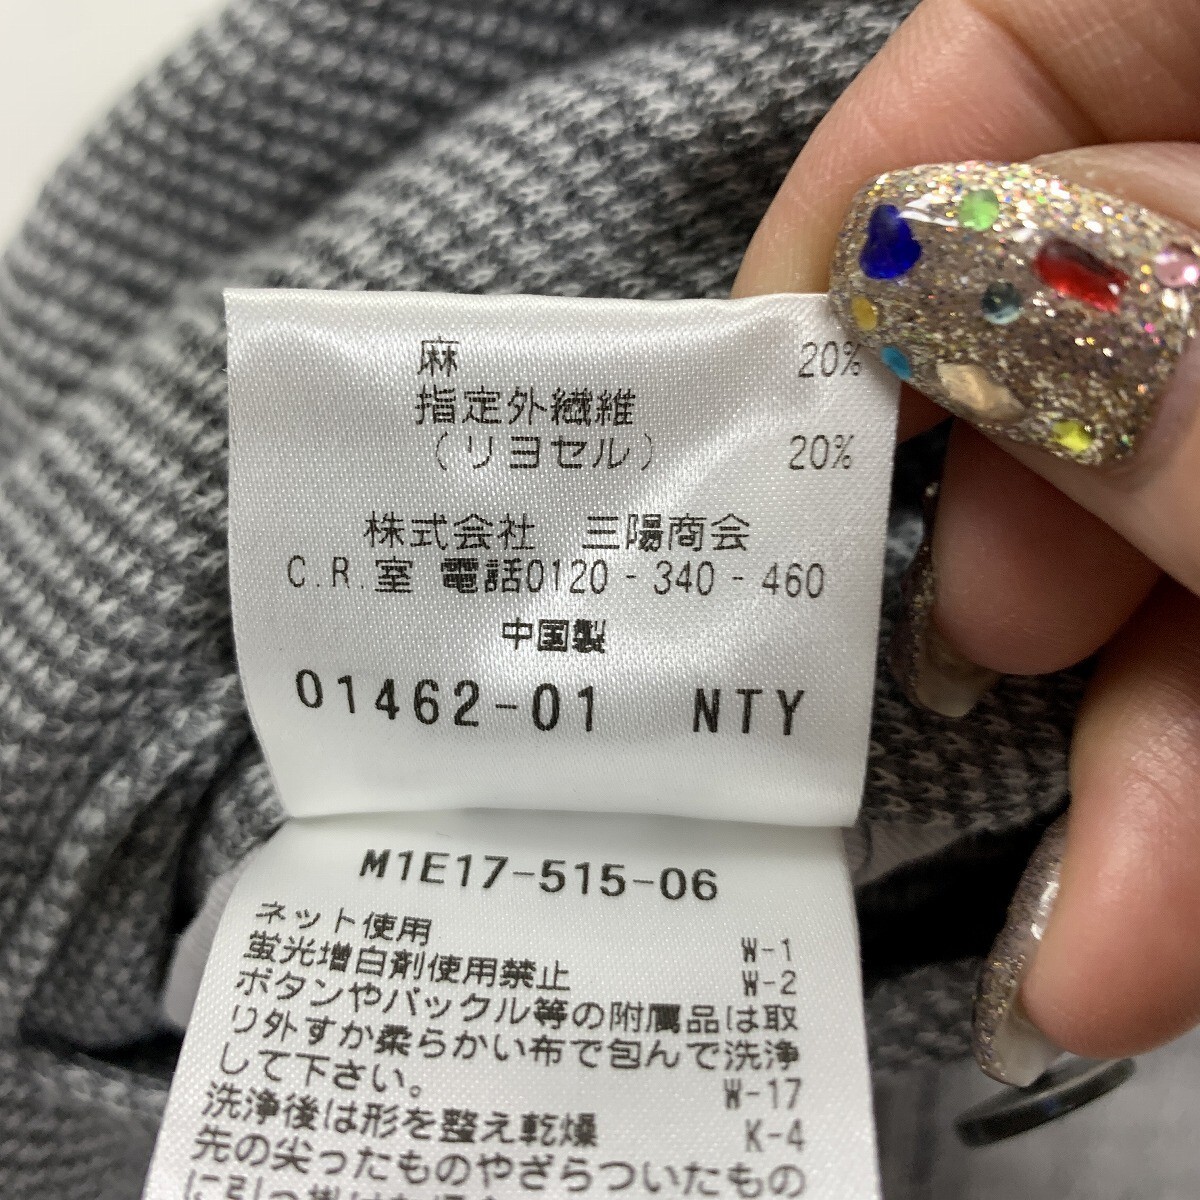 麻 20%
指定外繊維
（リヨセル） 20%
株式会社 三陽商会
C.R.室 電話0120-340-460
中国製
01462-01 NTY
M1E17-515-06
ネット使用 W-1
蛍光増白剤使用禁止 W-2
ボタンやバックル等の附属品は取
り外すか柔らかい布で包んで洗浄
して下さい。 W-17
洗浄後は形を整え乾燥 K-4
先の尖ったものやざらついたもの
に引っ掛けた